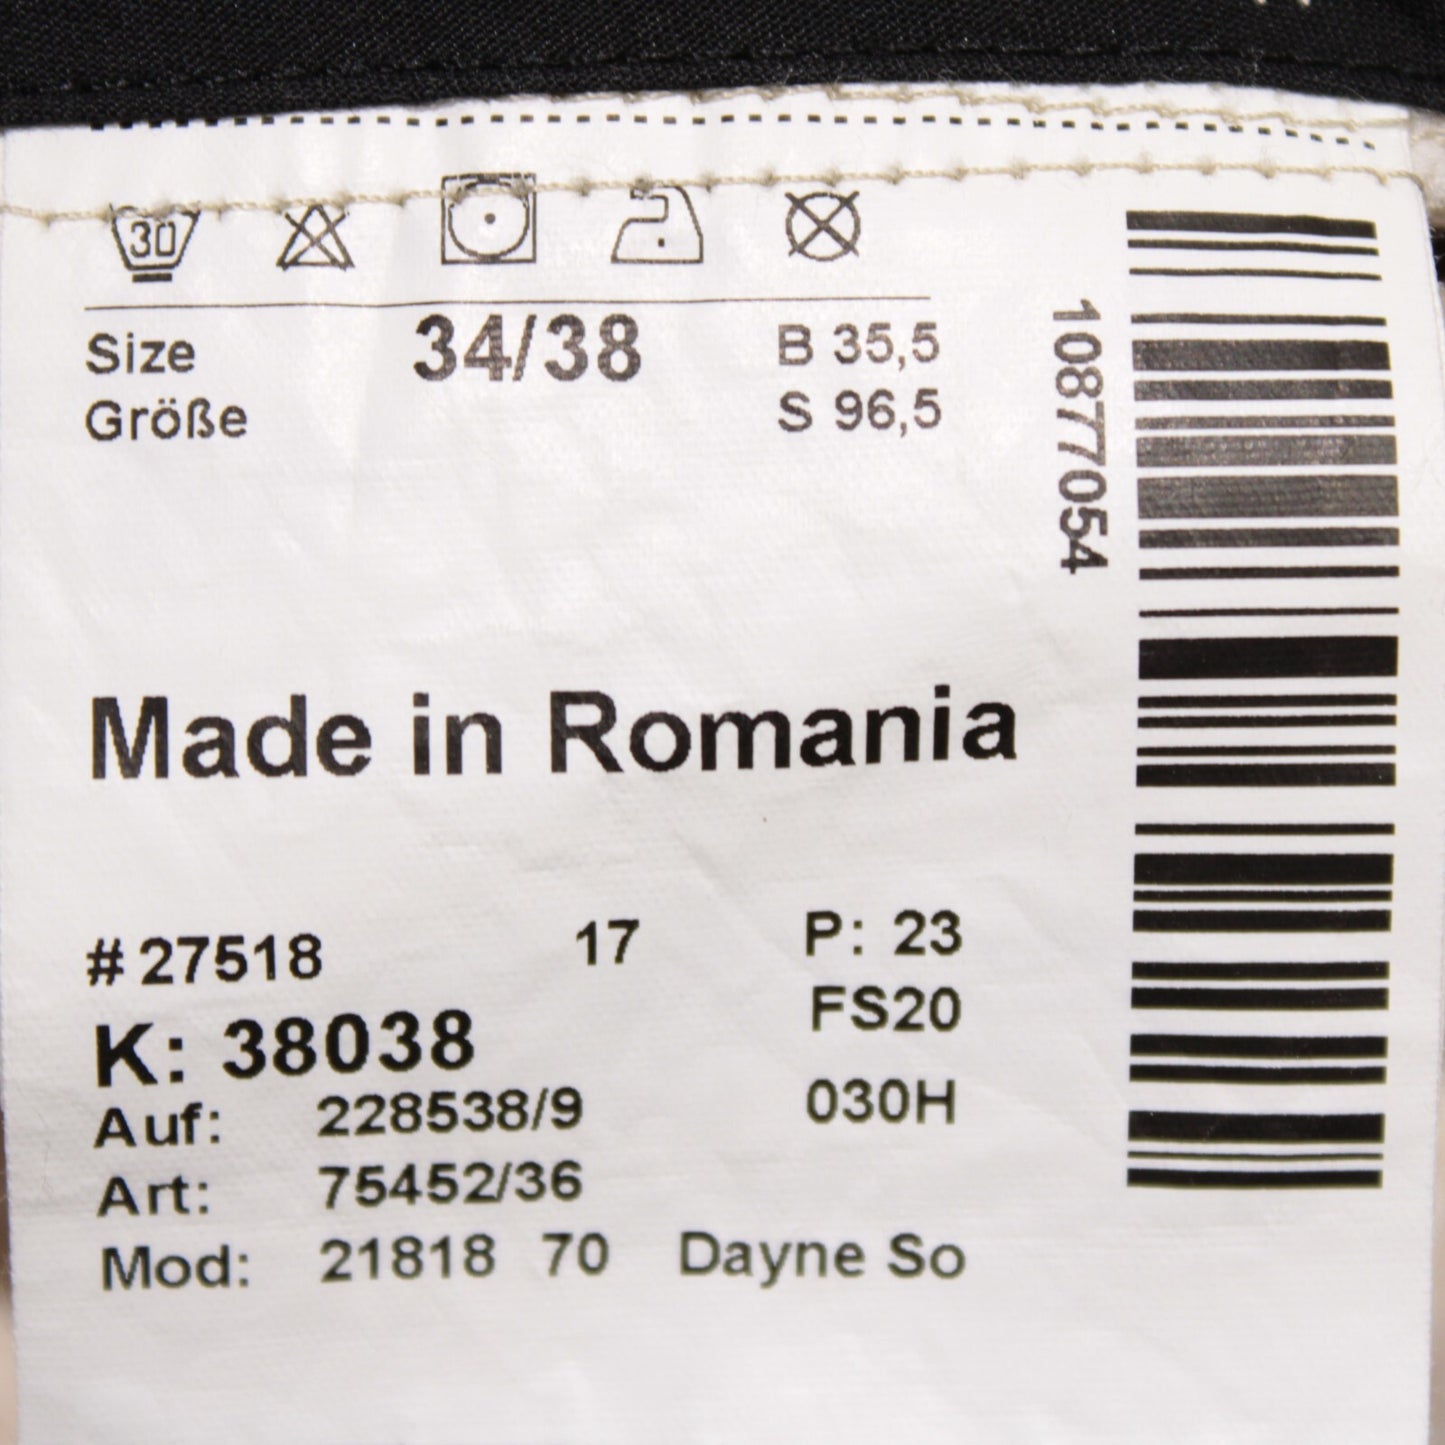 30
Size 34/38 B 35,5
Größe S 96,5
10877054
Made in Romania
# 27518 17 P: 23
K: 38038 FS20
Auf: 228538/9 030H
Art: 75452/36
Mod: 21818 70 Dayne So